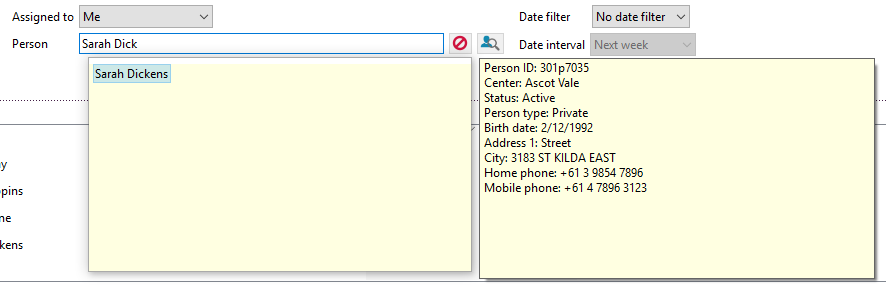 Assigned to Me Date filter No date filter
Person Sarah Dick Date interval Next week
Sarah Dickens
Person ID: 301p7035
Center: Ascot Vale
Status: Active
Person type: Private
Birth date: 2/12/1992
Address 1: Street
City: 3183 ST KILDA EAST
Home phone: +61 3 9854 7896
Mobile phone: +61 4 7896 3123
y
pins
ne
kens